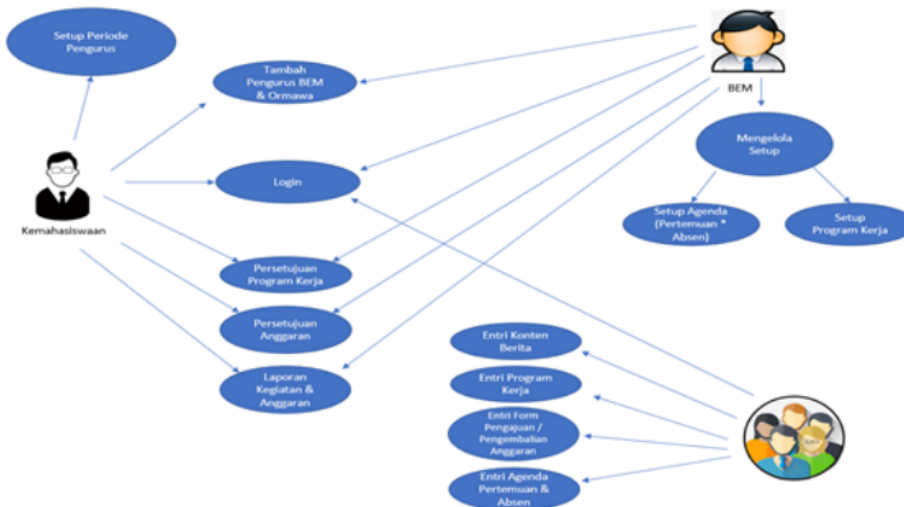 Setup Periode
Pengurus
Tambah
Pengurus BEM
& Ormawa
BEM
Mengelola
Setup
Login
Kemahasiswaan
Setup Agenda
(Pertemuan *
Absen)
Setup
Program Kerja
Persetujuan
Program Kerja
Persetujuan
Anggaran
Laporan
Kegiatan &
Anggaran
Entri Konten
Berita
Entri Program
Kerja
Entri Form
Pengajuan /
Pengembalian
Anggaran
Entri Agenda
Pertemuan &
Absen